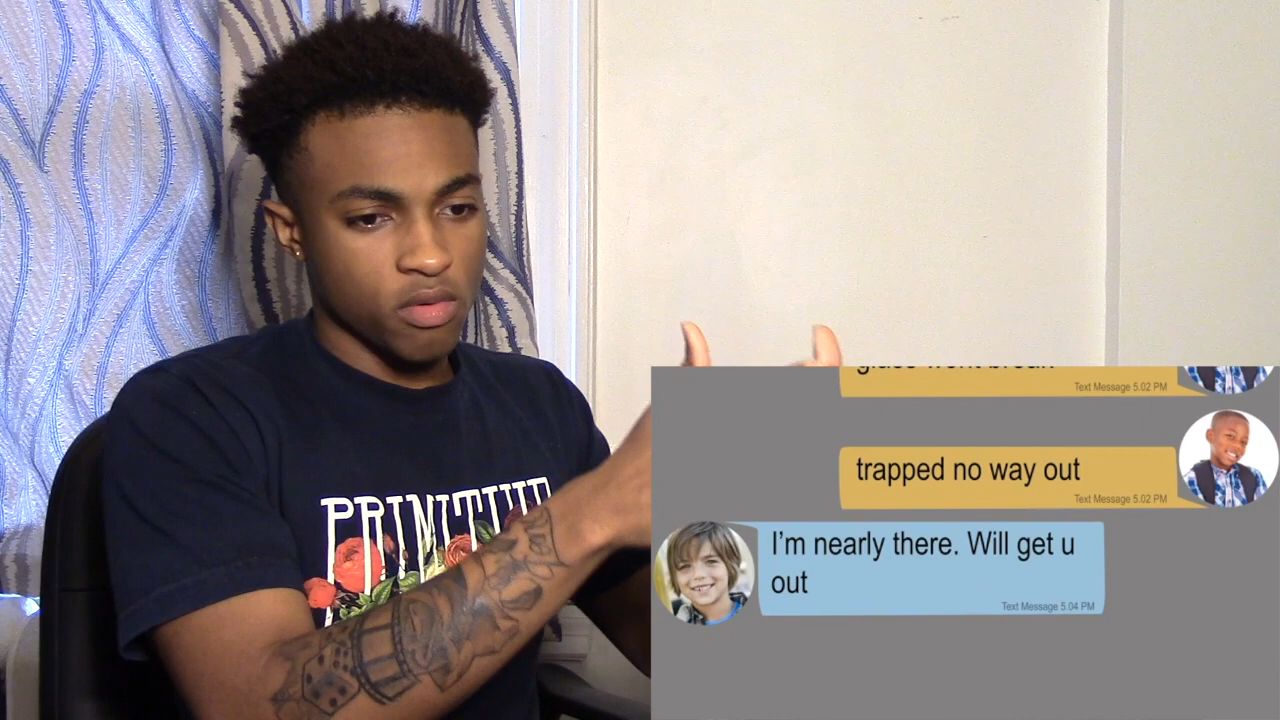 PRIMITIVE
Text Message 5.02 PM
trapped no way out
Text Message 5.02 PM
I'm nearly there. Will get u
out
Text Message 5.04 PM